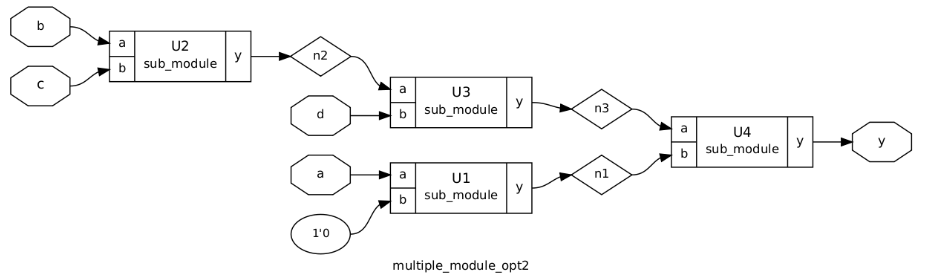 b
c
a
b
U2
sub_module
y
n2
d
a
b
U3
sub_module
y
n3
a
1'0
a
b
U1
sub_module
y
n1
a
b
U4
sub_module
y
y
multiple_module_opt2